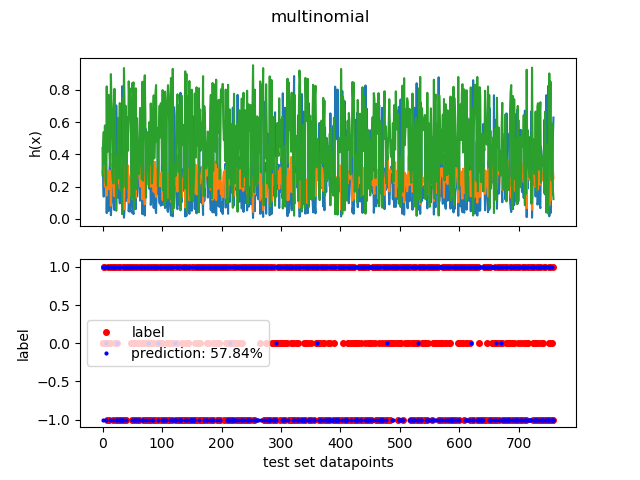 multinomial
0.8
0.6
0.4
0.2
0.0
h(x)
1.0
0.5
0.0
−0.5
−1.0
label
label
prediction: 57.84%
0 100 200 300 400 500 600 700
test set datapoints